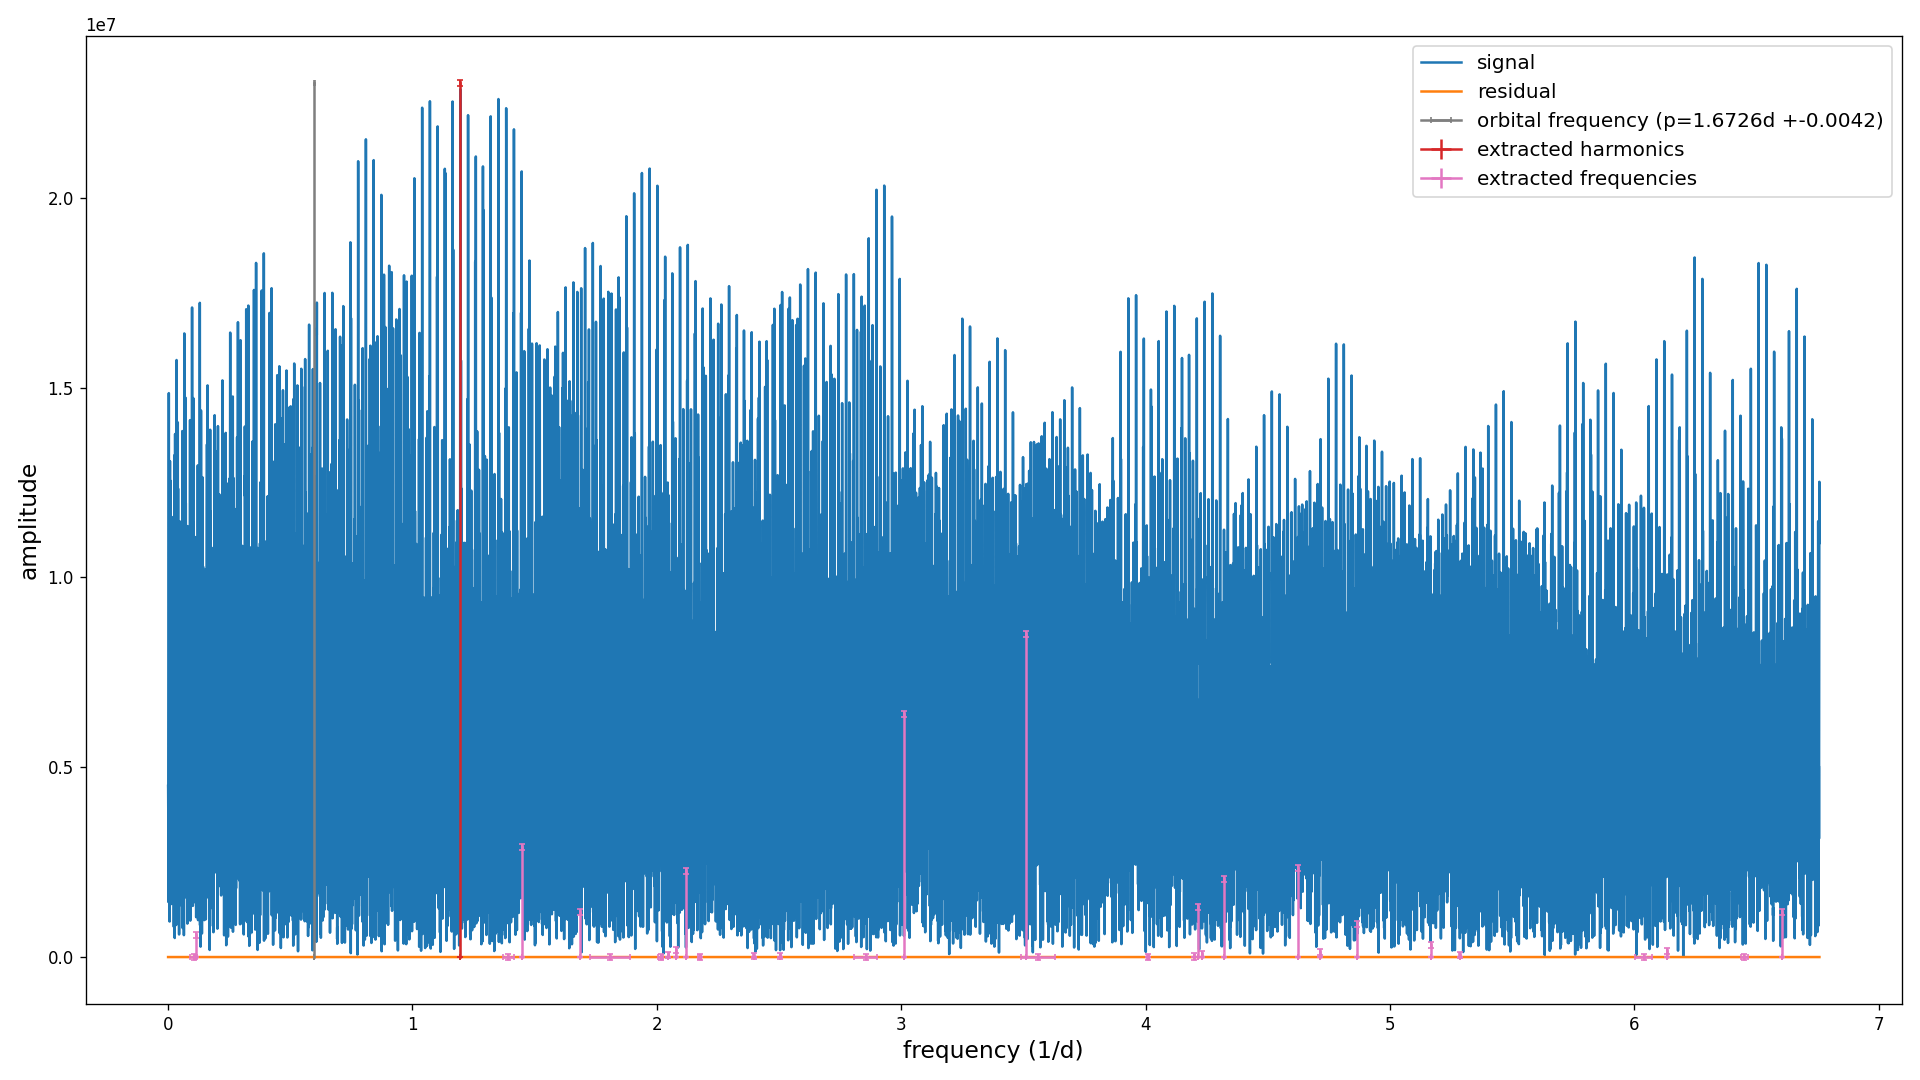 1e7
signal
residual
orbital frequency (p=1.6726d +-0.0042)
extracted harmonics
extracted frequencies
amplitude
2.0
1.5
1.0
0.5
0.0
0 1 2 3 4 5 6 7
frequency (1/d)